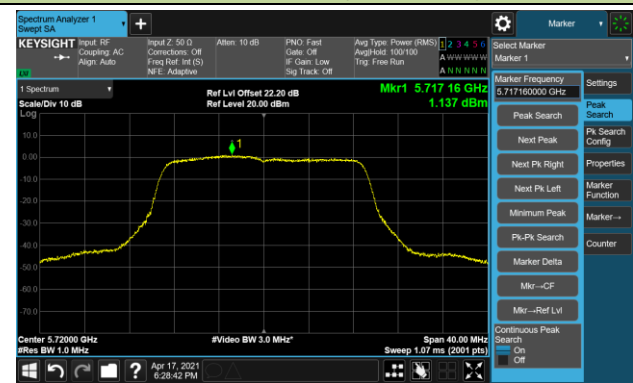 Spectrum Analyzer 1
Swept SA
Marker
KEYSIGHT
Input: RF
Coupling: AC
Align: Auto
Input Z: 50 Ω
Corrections: Off
Freq Ref: Int (S)
NFE: Adaptive
Atten: 10 dB
PNO: Fast
Gate: Off
IF Gain: Low
Sig Track: Off
Avg Type: Power (RMS)
Avg|Hold: 100/100
Trig: Free Run
1 2 3 4 5 6
A W W W W W
A N N N N N
Select Marker
Marker 1
1 Spectrum
Scale/Div 10 dB
Log
Ref Lvl Offset 22.20 dB
Ref Level 20.00 dBm
Mkr1 5.717 16 GHz
1.137 dBm
10.0
0.00
-10.0
-20.0
-30.0
-40.0
-50.0
-60.0
-70.0
1
Center 5.72000 GHz
#Res BW 1.0 MHz
#Video BW 3.0 MHz*
Span 40.00 MHz
Sweep 1.07 ms (2001 pts)
Marker Frequency
5.717160000 GHz
Peak Search
Next Peak
Next Pk Right
Next Pk Left
Minimum Peak
Pk-Pk Search
Marker Delta
Mkr→CF
Mkr→Ref Lvl
Continuous Peak
Search
On
Off
Settings
Peak
Search
Pk Search
Config
Properties
Marker
Function
Marker→
Counter
?
Apr 17, 2021
6:28:42 PM